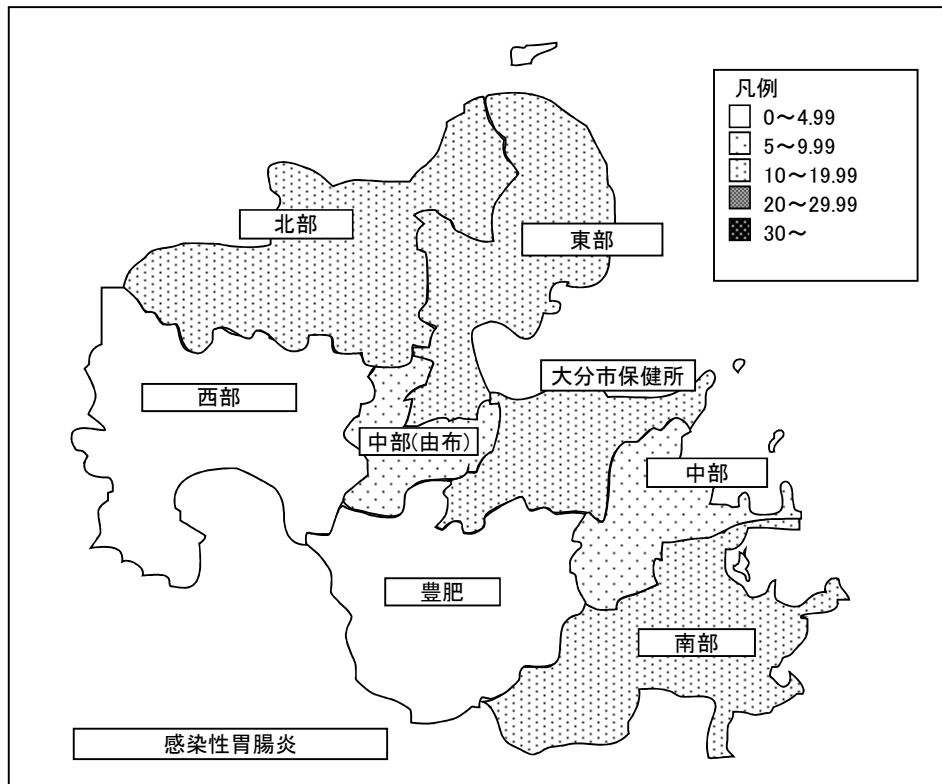 凡例
0～4.99
5～9.99
10～19.99
20～29.99
30～
北部
東部
大分市保健所
西部
中部(由布)
中部
豊肥
南部
感染性胃腸炎